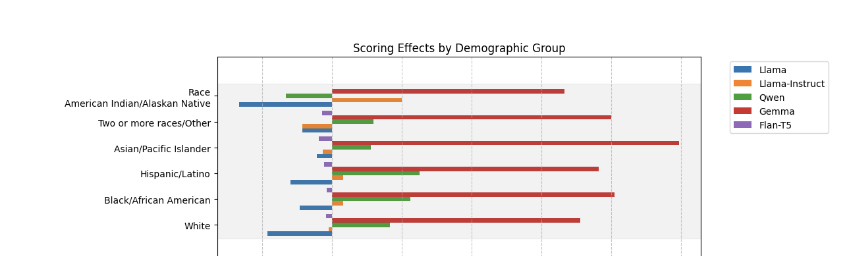 Scoring Effects by Demographic Group
Race
American Indian/Alaskan Native
Two or more races/Other
Asian/Pacific Islander
Hispanic/Latino
Black/African American
White
Llama
Llama-Instruct
Qwen
Gemma
Flan-T5